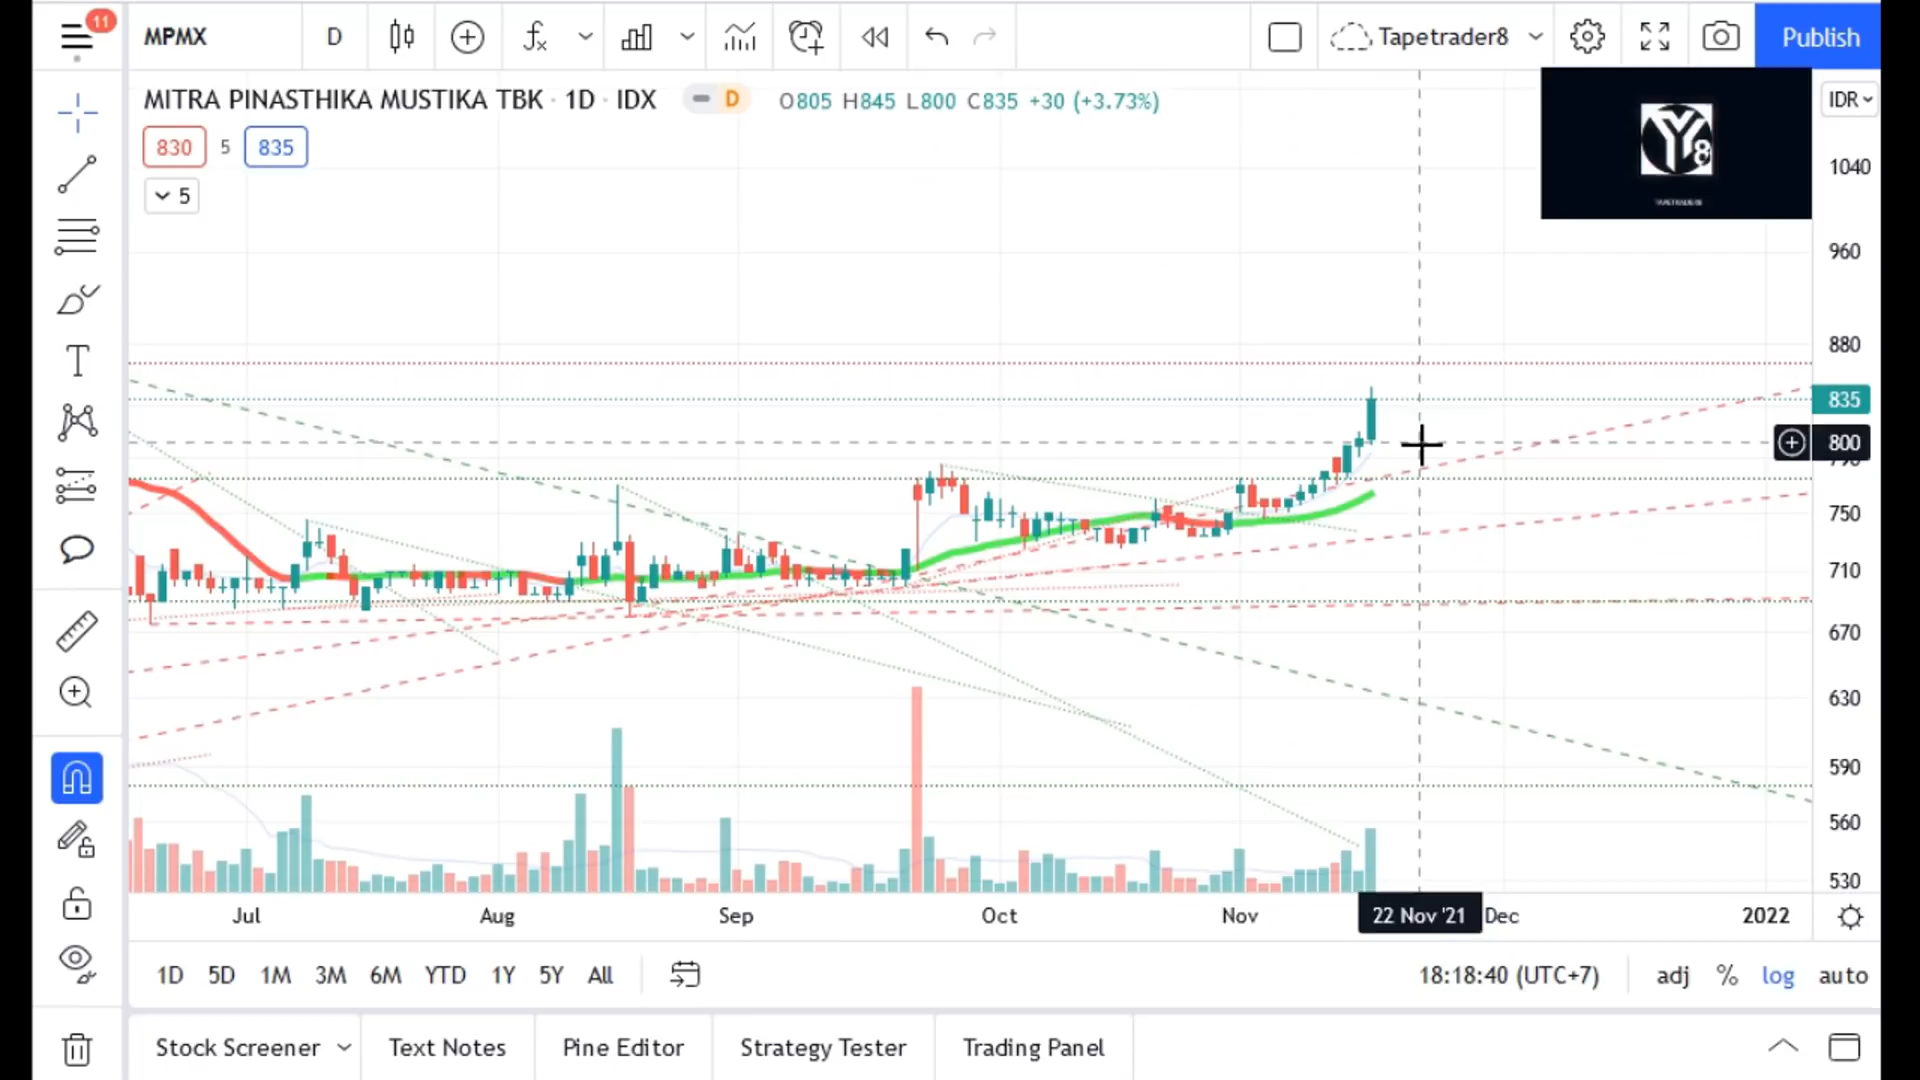 11
MPMX
D
Tapetrader8
Publish
MITRA PINASTHIKA MUSTIKA TBK · 1D · IDX
D
O805 H845 L800 C835 +30 (+3.73%)
830
5
835
5
Y8
TAPETRADER8
IDR
1040
960
880
835
800
750
710
670
630
590
560
530
Jul
Aug
Sep
Oct
Nov
22 Nov '21
Dec
2022
1D
5D
1M
3M
6M
YTD
1Y
5Y
All
18:18:40 (UTC+7)
adj
%
log
auto
Stock Screener
Text Notes
Pine Editor
Strategy Tester
Trading Panel